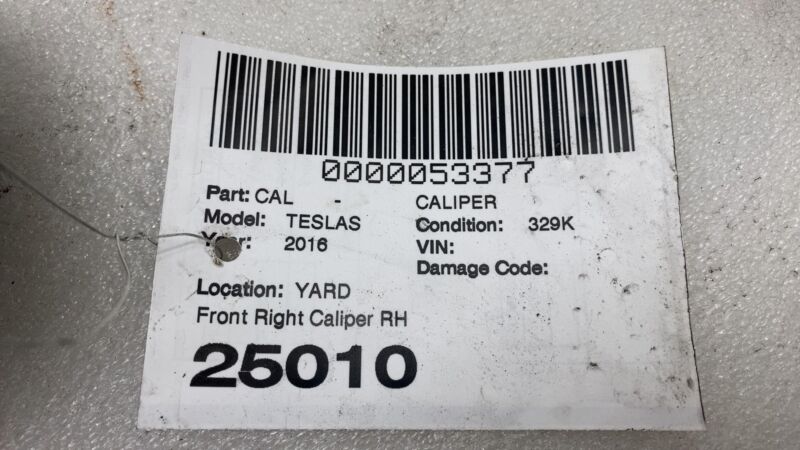 0000053377
Part: CAL - CALIPER
Model: TESLAS Condition: 329K
Year: 2016 VIN:
Damage Code:
Location: YARD
Front Right Caliper RH
25010